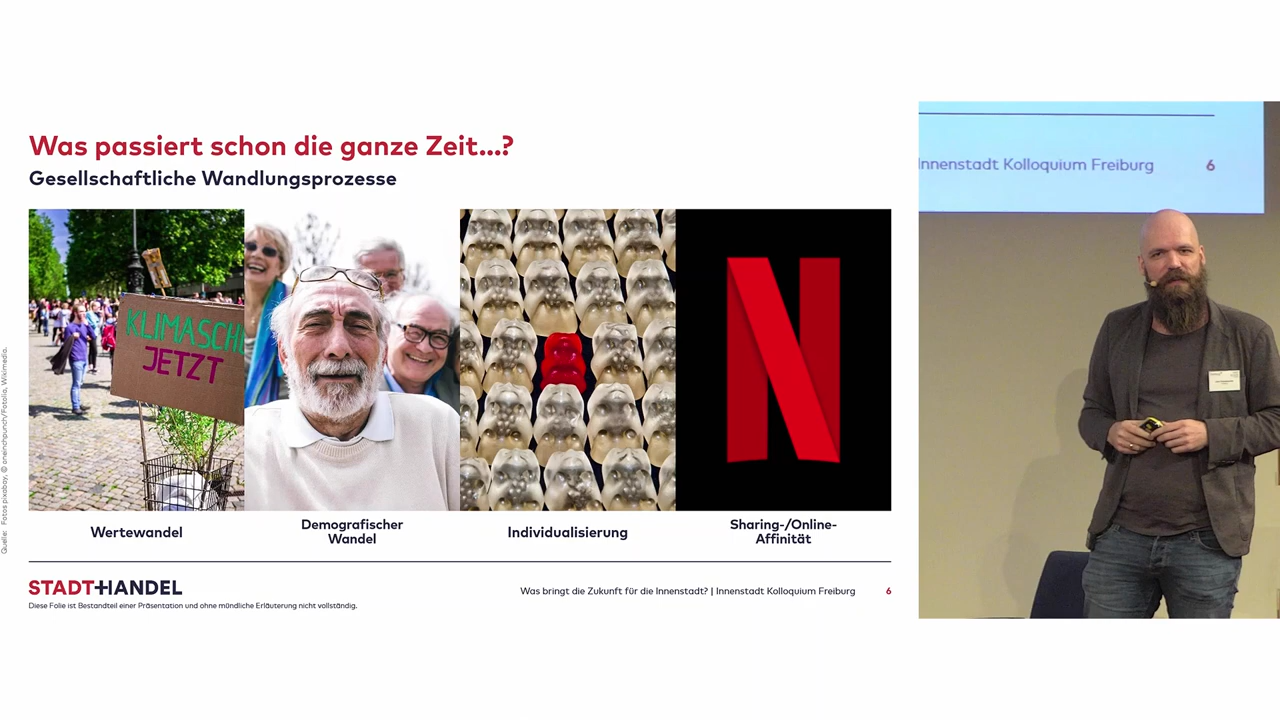 Was passiert schon die ganze Zeit...?
Gesellschaftliche Wandlungsprozesse
KLIMASCH
JETZT
Wertewandel
Demografischer
Wandel
Individualisierung
Sharing-/Online-
Affinität
Quelle: Fotos pixabay, © aneinchpunch/Fotolia, Wikimedia.
STADT+HANDEL
Diese Folie ist Bestandteil einer Präsentation und ohne mündliche Erläuterung nicht vollständig.
Was bringt die Zukunft für die Innenstadt? | Innenstadt Kolloquium Freiburg
6
Innenstadt Kolloquium Freiburg
6